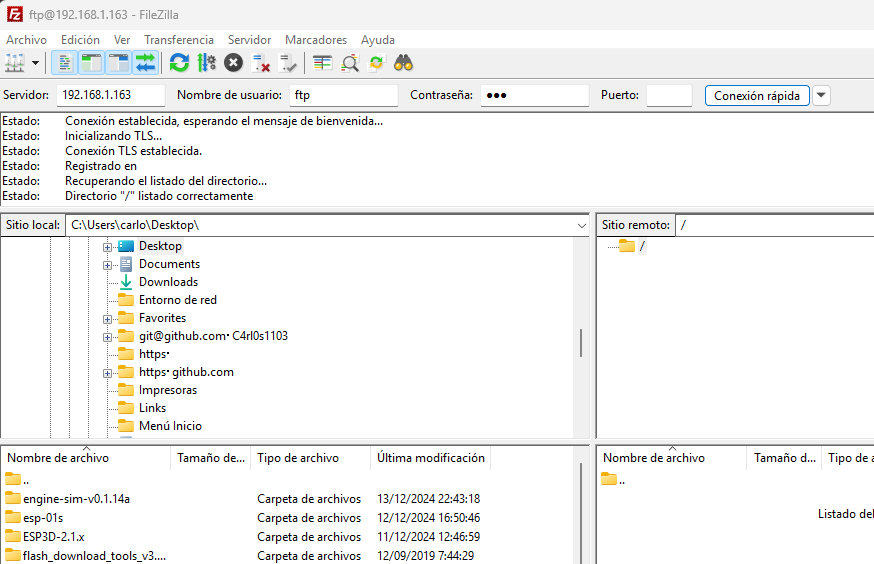 ftp@192.168.1.163 - FileZilla
Archivo Edición Ver Transferencia Servidor Marcadores Ayuda
Servidor: 192.168.1.163 Nombre de usuario: ftp Contraseña: ●●● Puerto: Conexión rápida
Estado: Conexión establecida, esperando el mensaje de bienvenida...
Estado: Inicializando TLS...
Estado: Conexión TLS establecida.
Estado: Registrado en
Estado: Recuperando el listado del directorio...
Estado: Directorio "/" listado correctamente
Sitio local: C:\Users\carlo\Desktop\
Desktop
Documents
Downloads
Entorno de red
Favorites
git@github.com· C4rl0s1103
https·
https· github.com
Impresoras
Links
Menú Inicio
Sitio remoto: /
/
Nombre de archivo Tamaño de... Tipo de archivo Última modificación
..
engine-sim-v0.1.14a Carpeta de archivos 13/12/2024 22:43:18
esp-01s Carpeta de archivos 12/12/2024 16:50:46
ESP3D-2.1.x Carpeta de archivos 11/12/2024 12:46:59
flash_download_tools_v3.... Carpeta de archivos 12/09/2019 7:44:29
Nombre de archivo Tamaño d... Tipo de a
..
Listado del